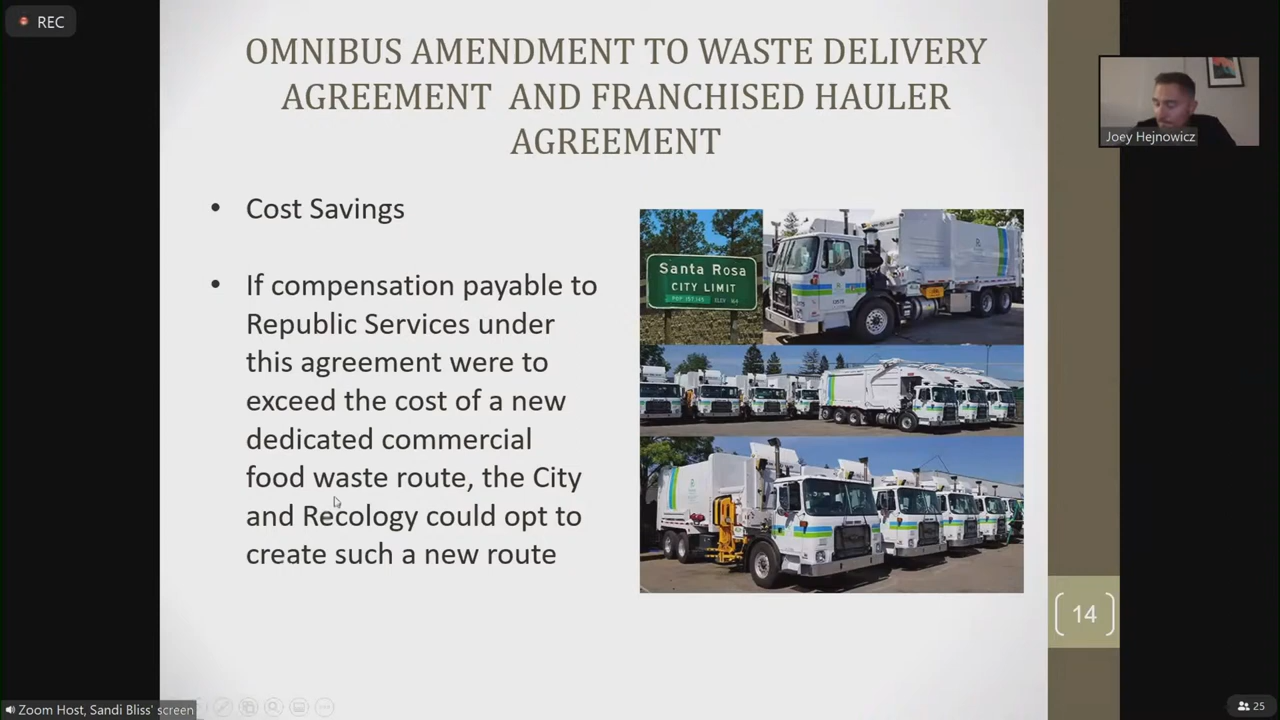 REC
OMNIBUS AMENDMENT TO WASTE DELIVERY
AGREEMENT AND FRANCHISED HAULER
AGREEMENT
Joey Hejnowicz
• Cost Savings
• If compensation payable to
Republic Services under
this agreement were to
exceed the cost of a new
dedicated commercial
food waste route, the City
and Recology could opt to
create such a new route
Santa Rosa
CITY LIMIT
14
Zoom Host, Sandi Bliss' screen
25